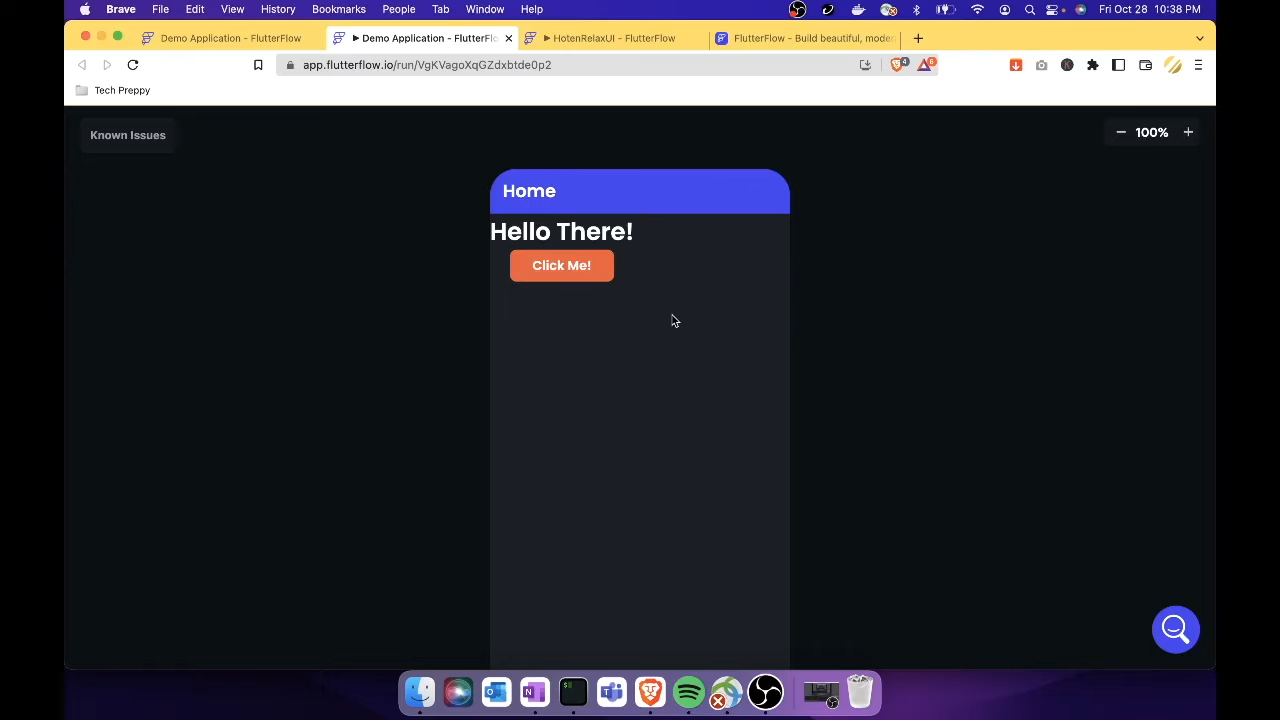 Brave File Edit View History Bookmarks People Tab Window Help Fri Oct 28 10:38 PM
Demo Application - FlutterFlow
Demo Application - FlutterFlo
HotenRelaxUI - FlutterFlow
FlutterFlow - Build beautiful, moder
app.flutterflow.io/run/VgKVagoXqGZdxbtde0p2
4
6
Tech Preppy
Known Issues
100%
Home
Hello There!
Click Me!